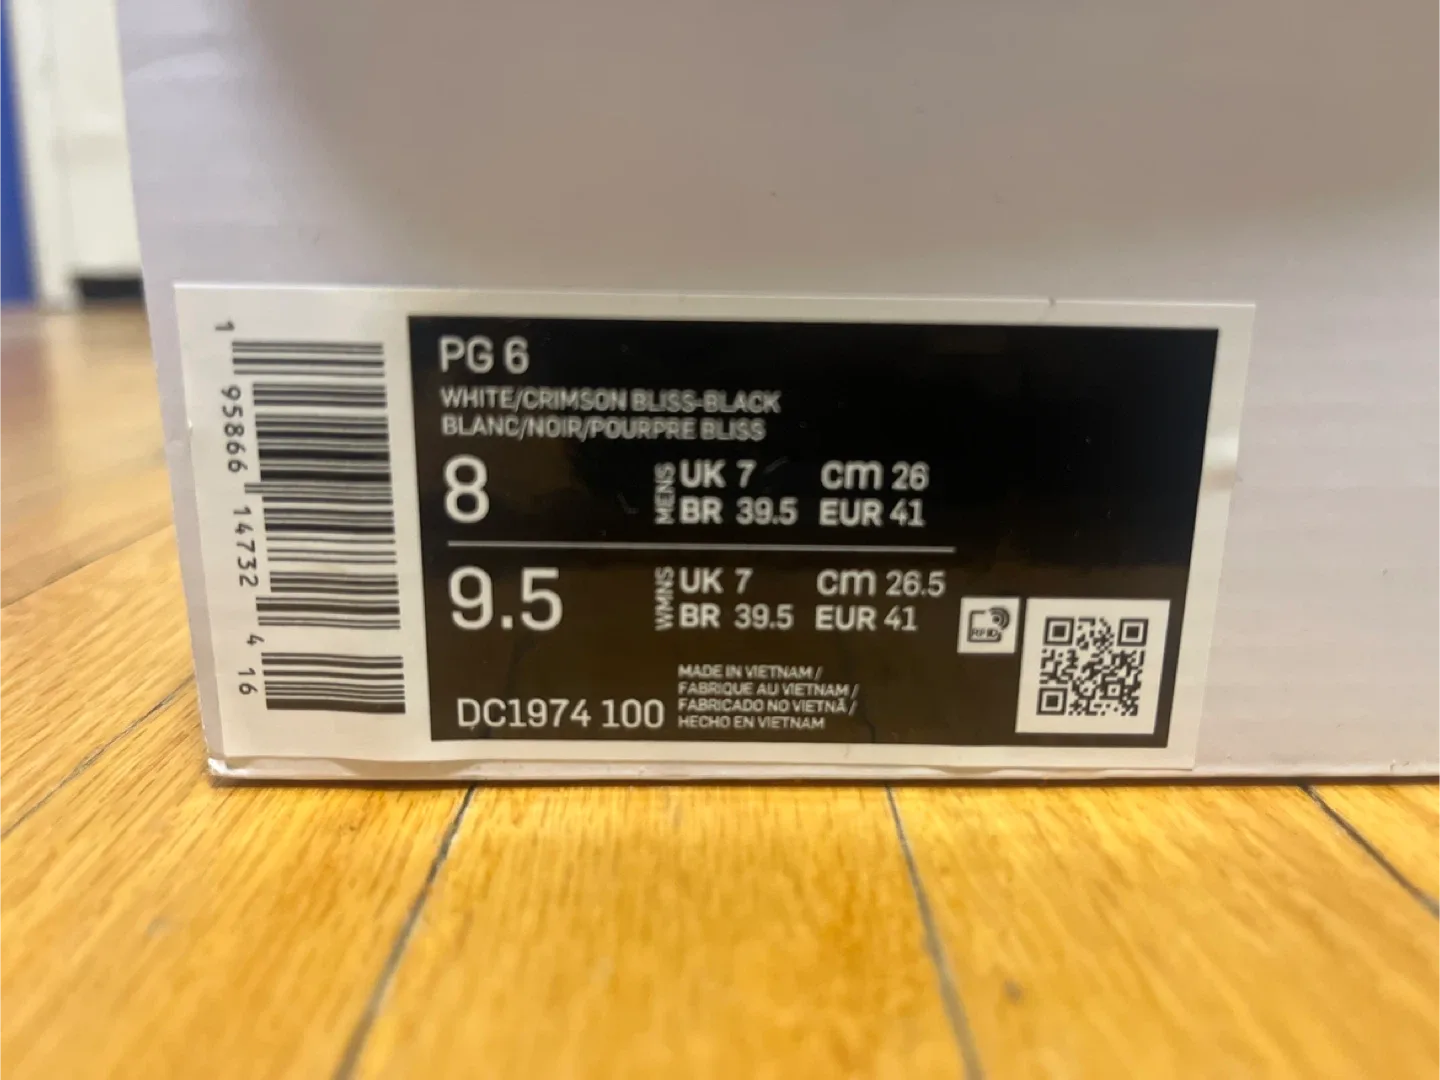 1 95866 14732 4 16
PG 6
WHITE/CRIMSON BLISS-BLACK
BLANC/NOIR/POURPRE BLISS
8 MENS UK 7 cm 26
BR 39.5 EUR 41
9.5 WMNS UK 7 cm 26.5
BR 39.5 EUR 41
RFID
MADE IN VIETNAM /
FABRIQUE AU VIETNAM /
FABRICADO NO VIETNÃ /
HECHO EN VIETNAM
DC1974 100